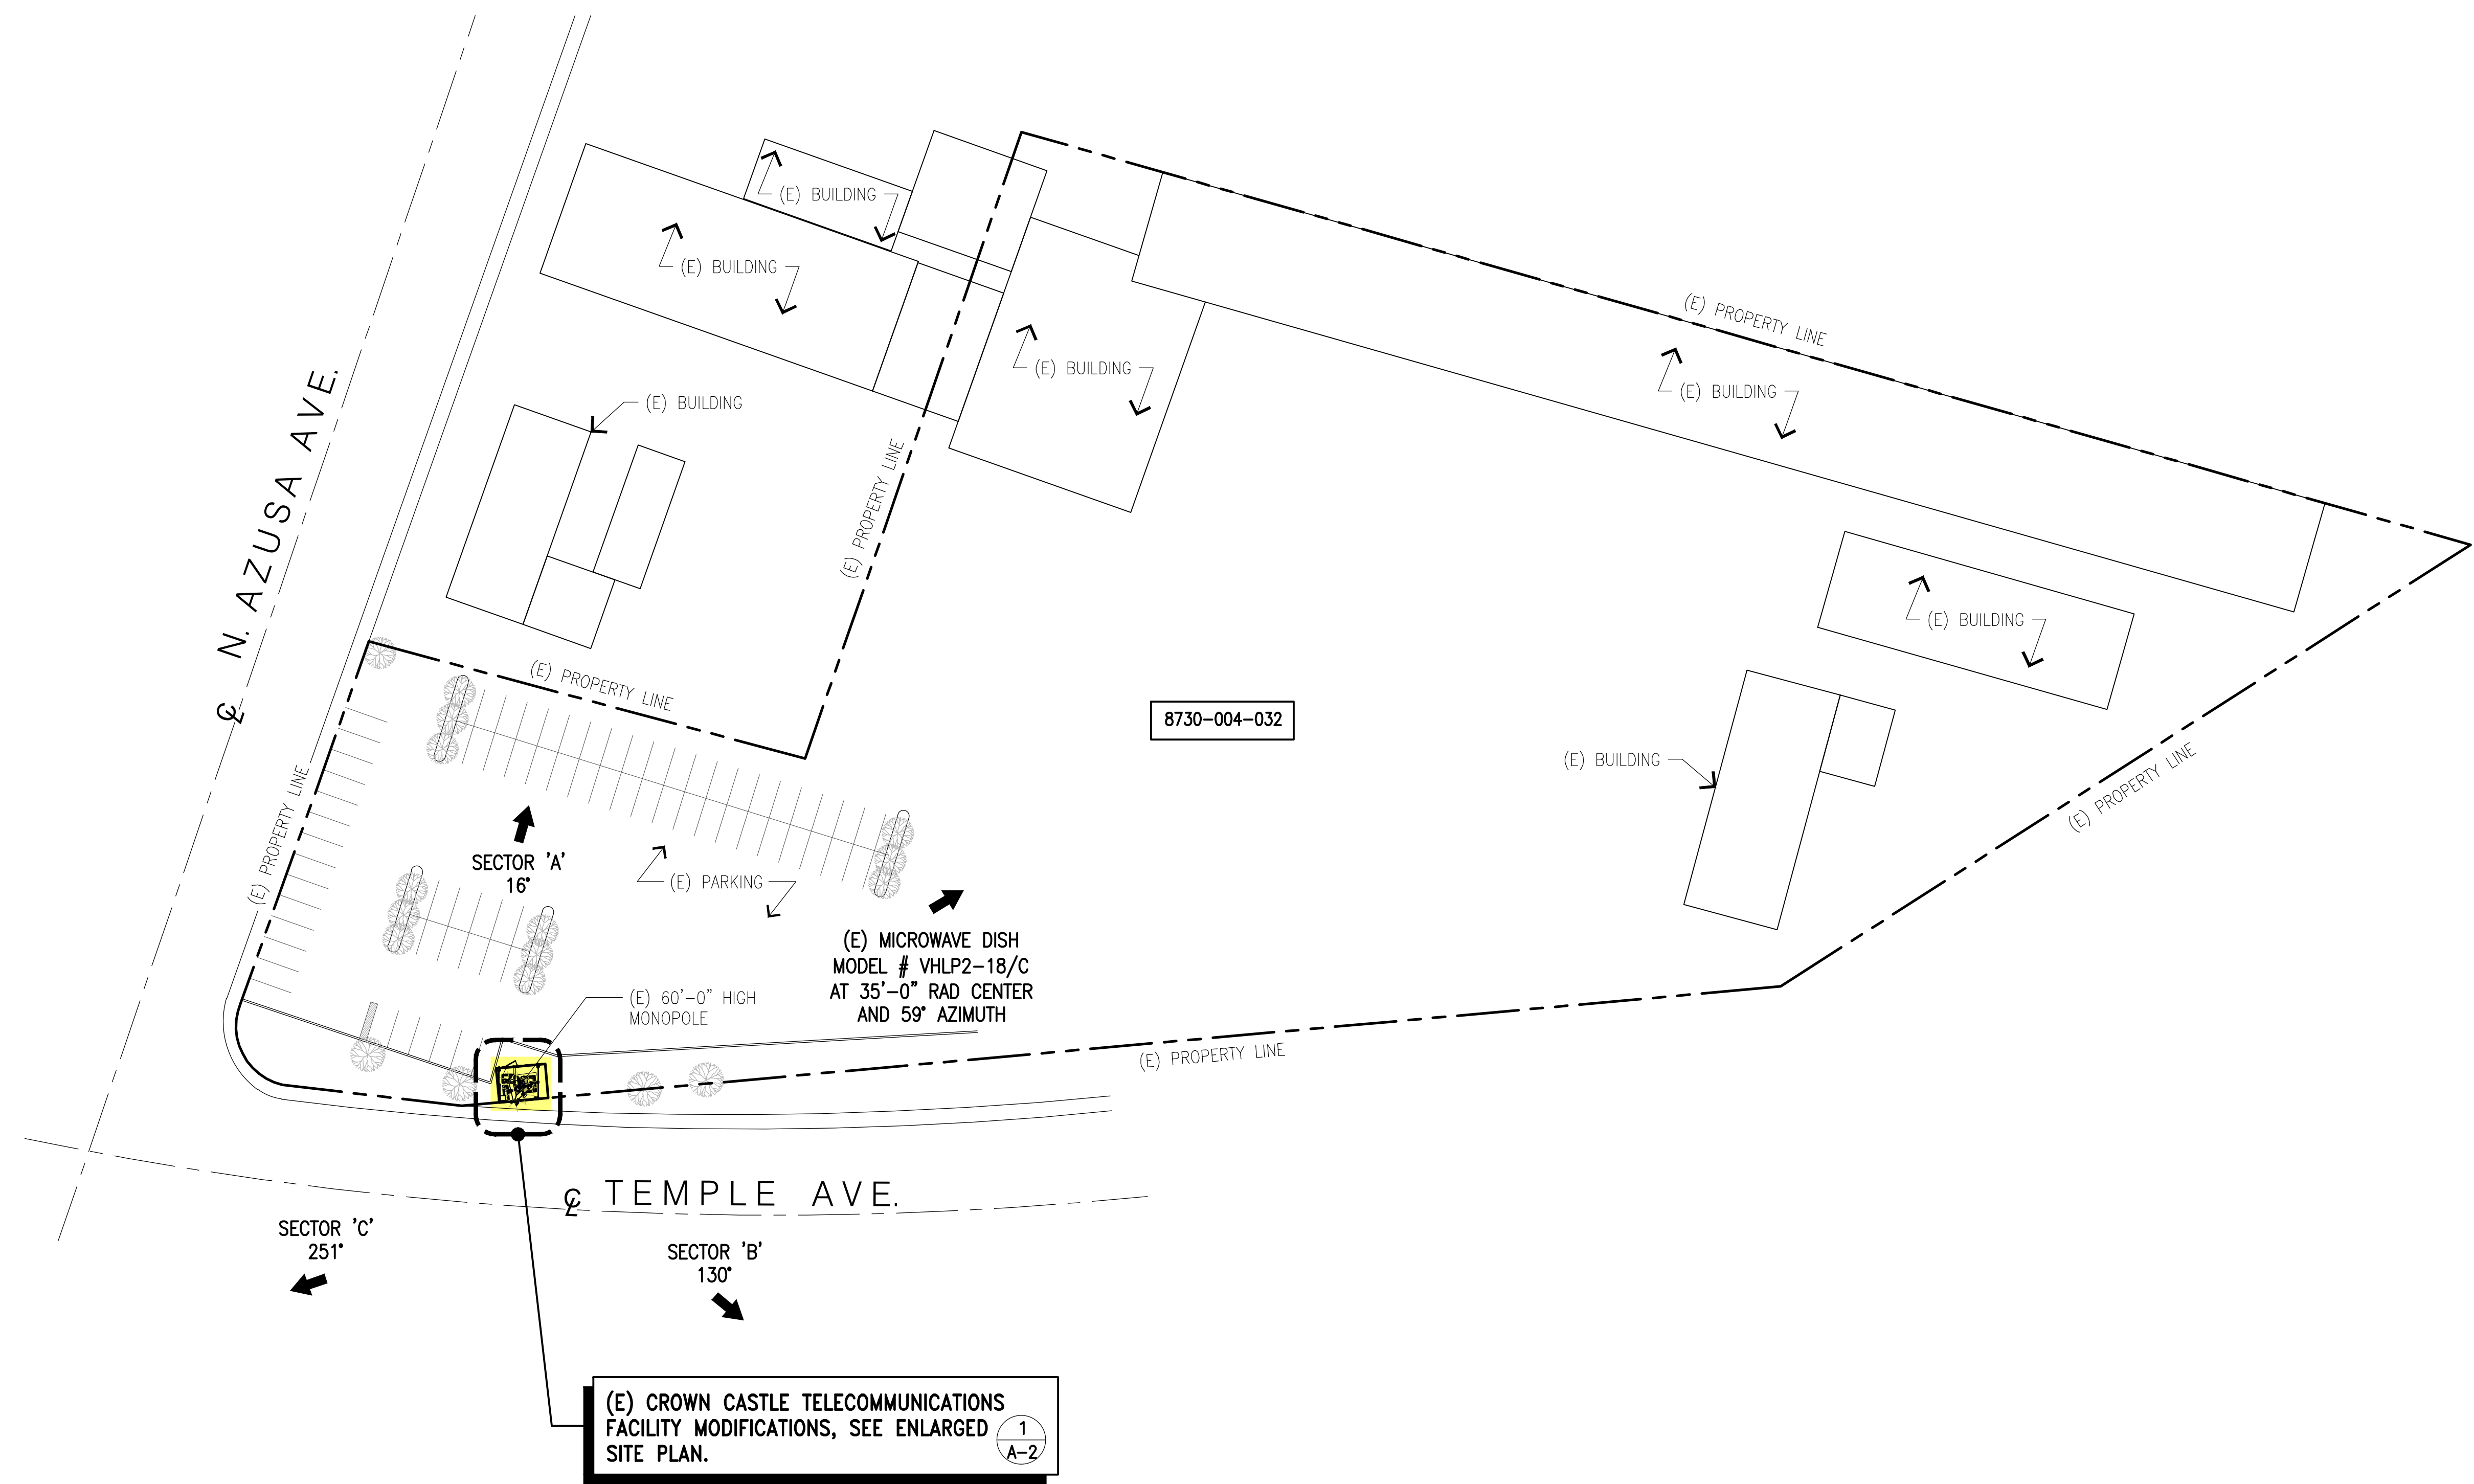 (E) BUILDING
(E) BUILDING
(E) PROPERTY LINE
(E) BUILDING
(E) BUILDING
(E) BUILDING
N. AZUSA AVE.
℄
(E) PROPERTY LINE
(E) BUILDING
(E) PROPERTY LINE
8730-004-032
(E) BUILDING
(E) PROPERTY LINE
(E) PROPERTY LINE
SECTOR 'A'
16°
(E) PARKING
(E) MICROWAVE DISH
MODEL # VHLP2-18/C
AT 35'-0" RAD CENTER
AND 59° AZIMUTH
(E) 60'-0" HIGH
MONOPOLE
(E) PROPERTY LINE
℄ TEMPLE AVE.
SECTOR 'C'
251°
SECTOR 'B'
130°
(E) CROWN CASTLE TELECOMMUNICATIONS
FACILITY MODIFICATIONS, SEE ENLARGED
SITE PLAN.
1
A-2